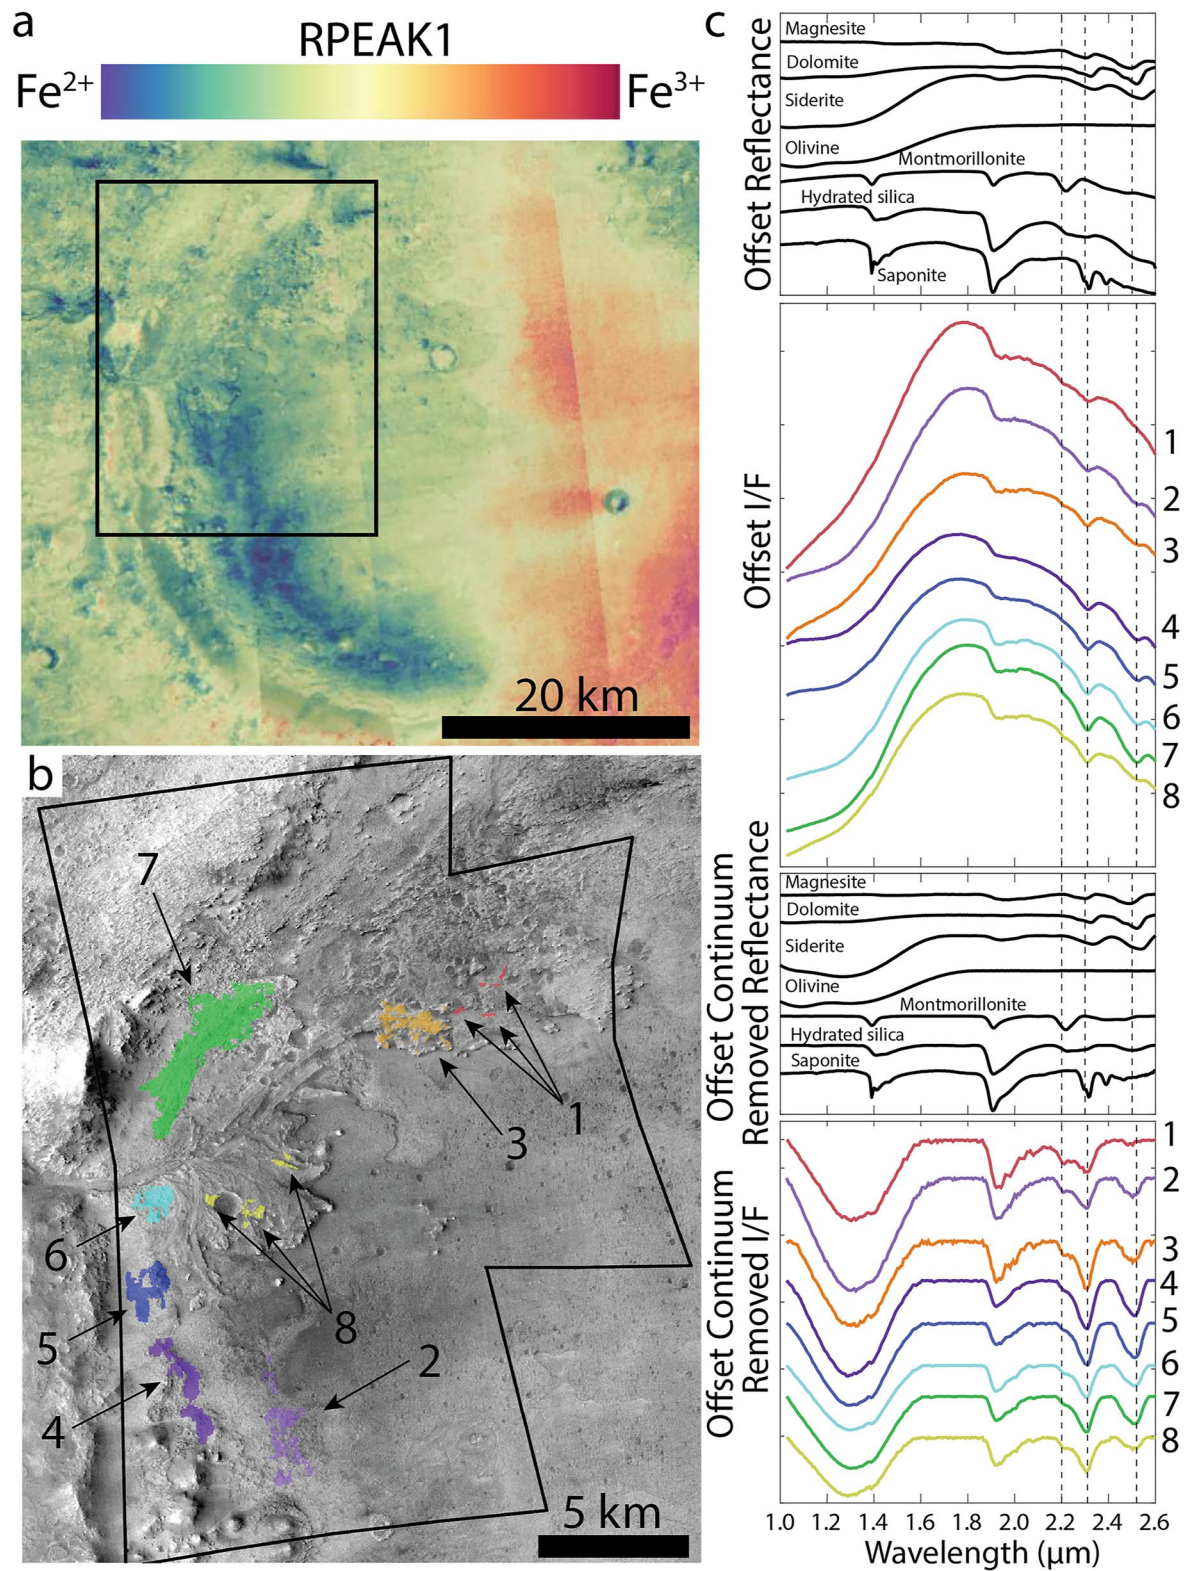 a
RPEAK1
Fe2+
Fe3+
20 km
b
7
1
3
6
8
5
2
4
5 km
c
Offset Reflectance
Magnesite
Dolomite
Siderite
Olivine
Montmorillonite
Hydrated silica
Saponite
Offset I/F
1
2
3
4
5
6
7
8
Offset Continuum
Removed Reflectance
Magnesite
Dolomite
Siderite
Olivine
Montmorillonite
Hydrated silica
Saponite
Offset Continuum
Removed I/F
1
2
3
4
5
6
7
8
1.0 1.2 1.4 1.6 1.8 2.0 2.2 2.4 2.6
Wavelength (μm)